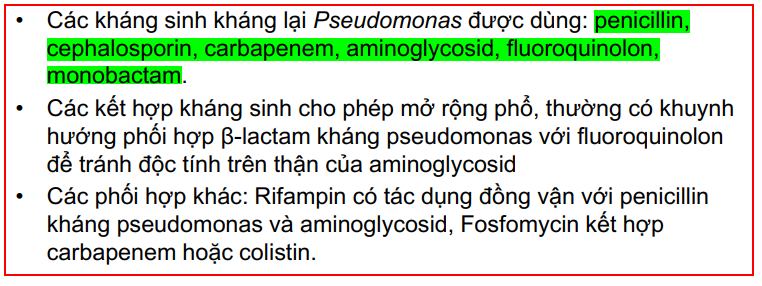 • Các kháng sinh kháng lại Pseudomonas được dùng: penicillin,
cephalosporin, carbapenem, aminoglycosid, fluoroquinolon,
monobactam.
• Các kết hợp kháng sinh cho phép mở rộng phổ, thường có khuynh
hướng phối hợp β-lactam kháng pseudomonas với fluoroquinolon
để tránh độc tính trên thận của aminoglycosid
• Các phối hợp khác: Rifampin có tác dụng đồng vận với penicillin
kháng pseudomonas và aminoglycosid, Fosfomycin kết hợp
carbapenem hoặc colistin.